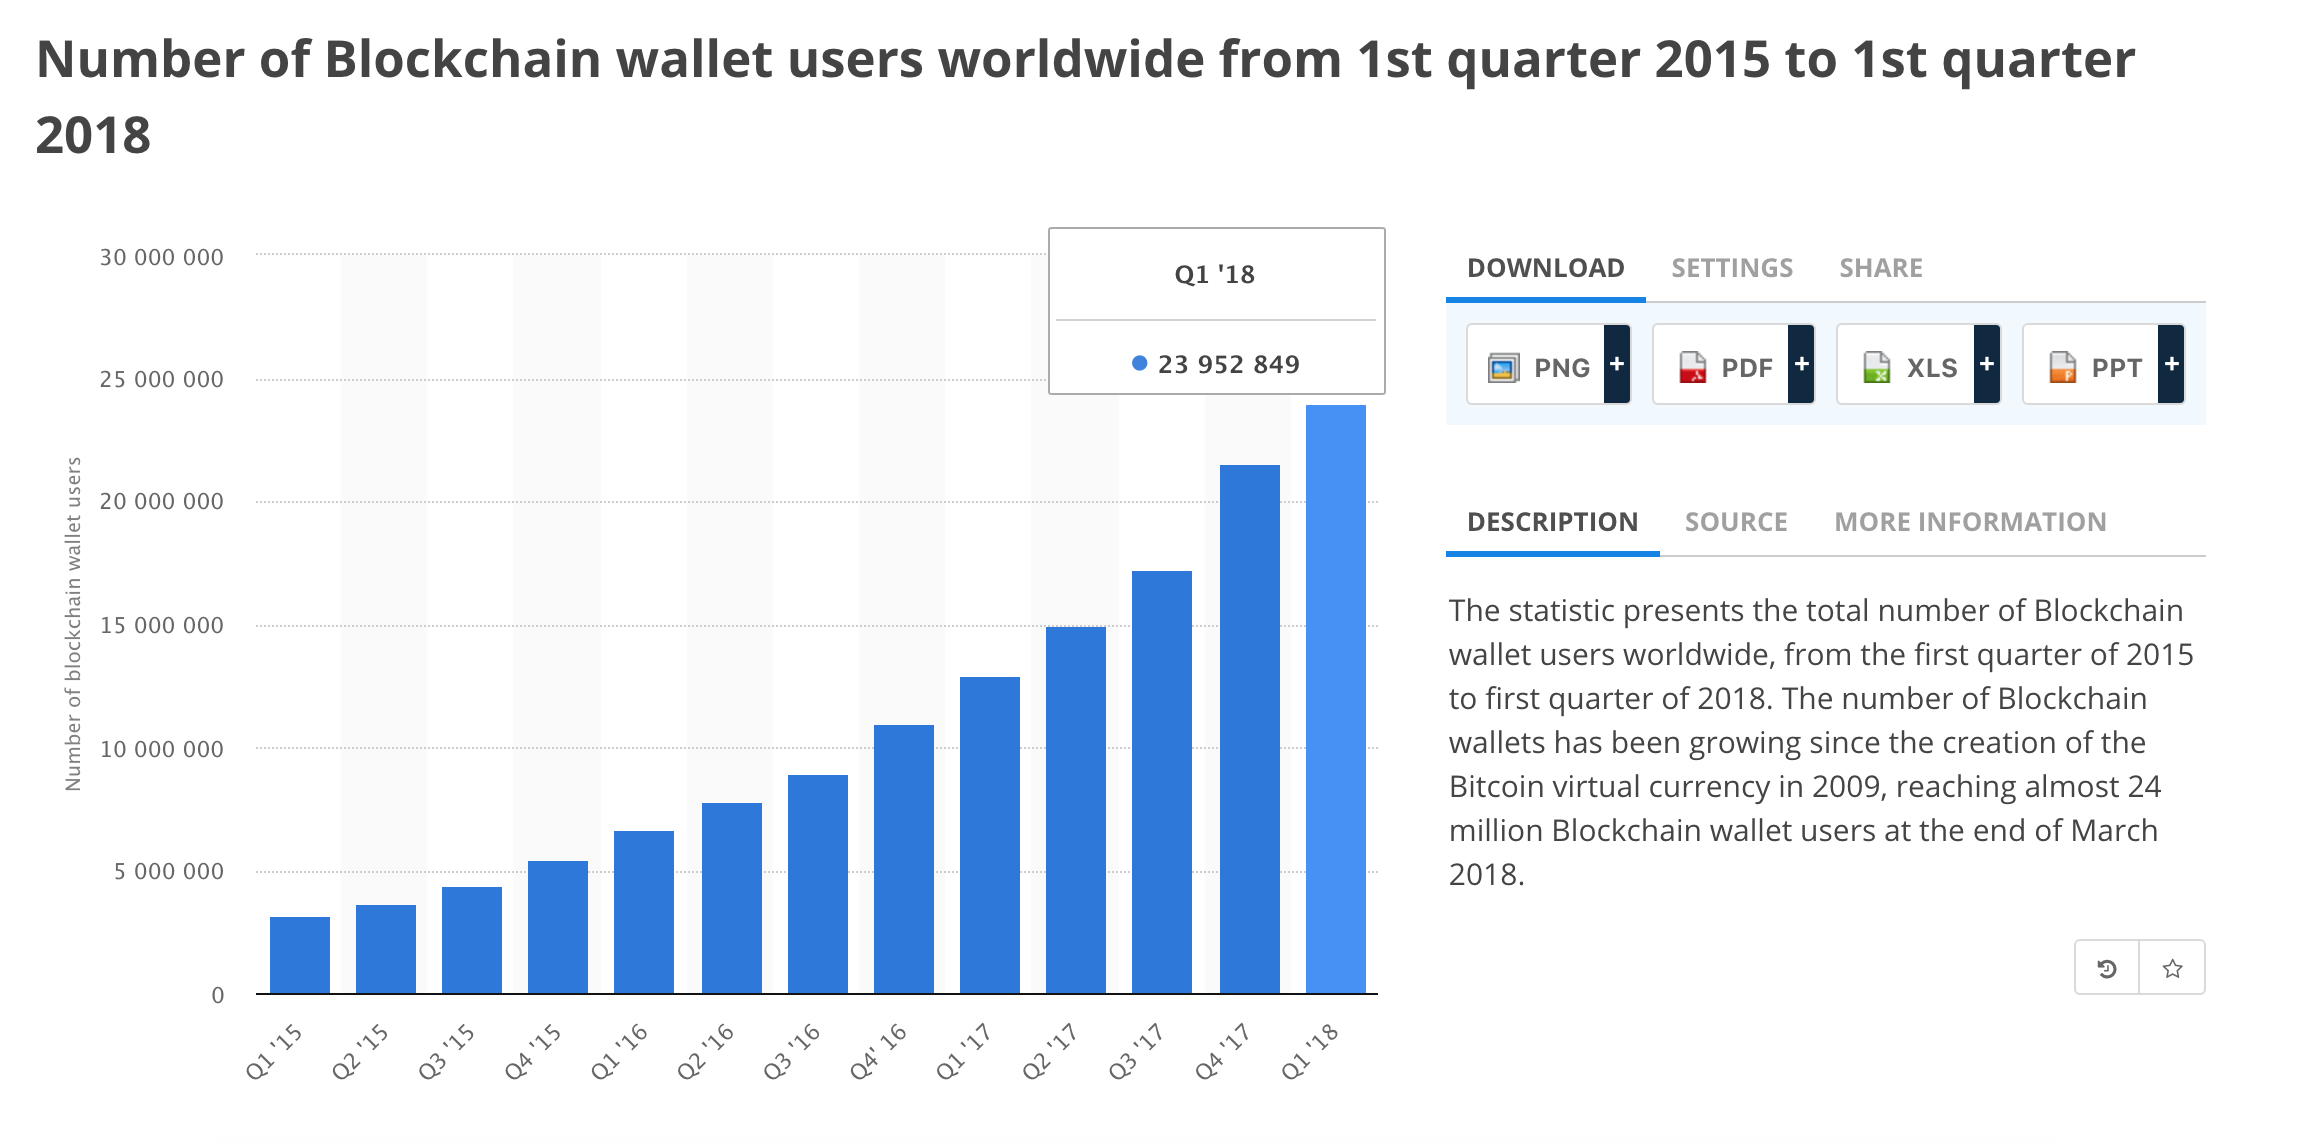 Number of Blockchain wallet users worldwide from 1st quarter 2015 to 1st quarter
2018
Number of blockchain wallet users
30 000 000
25 000 000
20 000 000
15 000 000
10 000 000
5 000 000
0
Q1 '18
23 952 849
Q1 '15
Q2 '15
Q3 '15
Q4 '15
Q1 '16
Q2 '16
Q3 '16
Q4' 16
Q1 '17
Q2 '17
Q3 '17
Q4 '17
Q1 '18
DOWNLOAD SETTINGS SHARE
PNG + PDF + XLS + PPT +
DESCRIPTION SOURCE MORE INFORMATION
The statistic presents the total number of Blockchain
wallet users worldwide, from the first quarter of 2015
to first quarter of 2018. The number of Blockchain
wallets has been growing since the creation of the
Bitcoin virtual currency in 2009, reaching almost 24
million Blockchain wallet users at the end of March
2018.